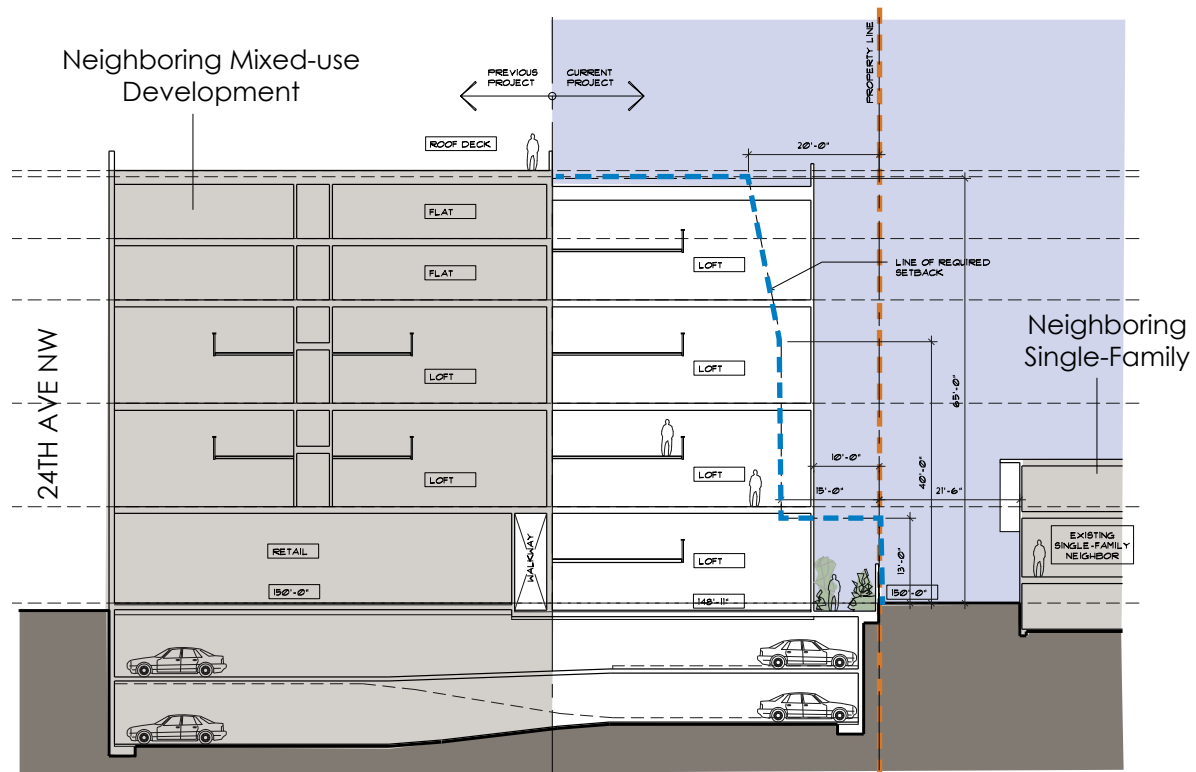 Neighboring Mixed-use
Development
PREVIOUS
PROJECT
CURRENT
PROJECT
PROPERTY LINE
ROOF DECK
20'-0"
FLAT
FLAT
LOFT
LINE OF REQUIRED
SETBACK
Neighboring
Single-Family
24TH AVE NW
LOFT
LOFT
65'-0"
LOFT
LOFT
10'-0"
40'-0"
15'-0"
21'-6"
RETAIL
WALKWAY
LOFT
13'-0"
EXISTING
SINGLE-FAMILY
NEIGHBOR
150'-0"
148'-11"
150'-0"